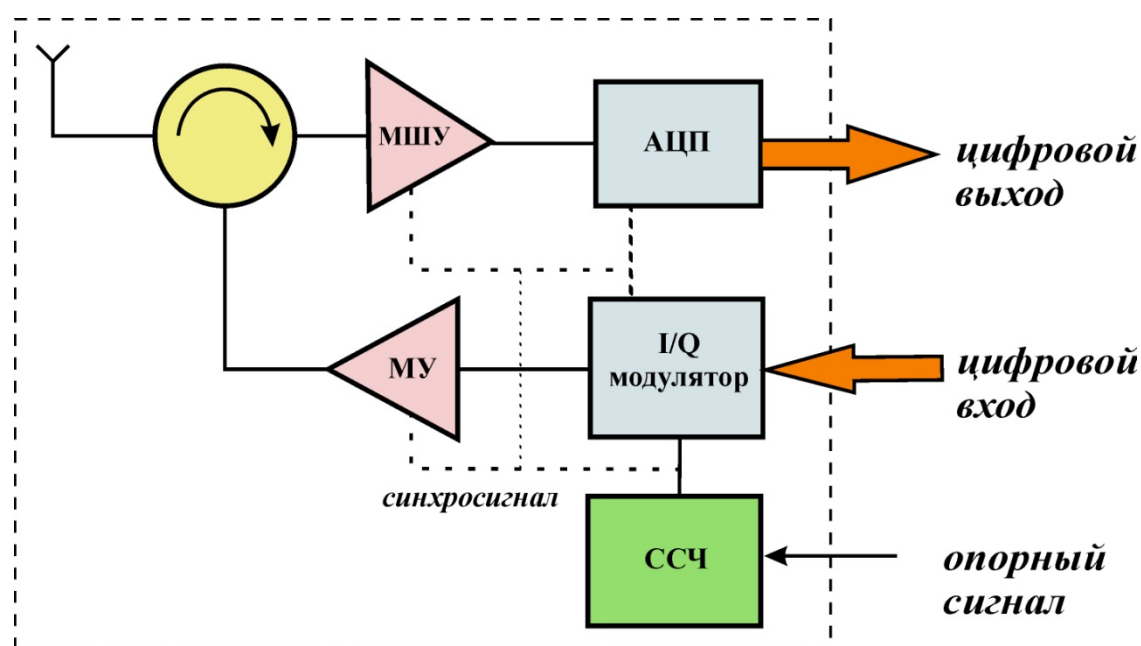 МШУ
АЦП
цифровой
выход
МУ
I/Q
модулятор
цифровой
вход
синхросигнал
ССЧ
опорный
сигнал